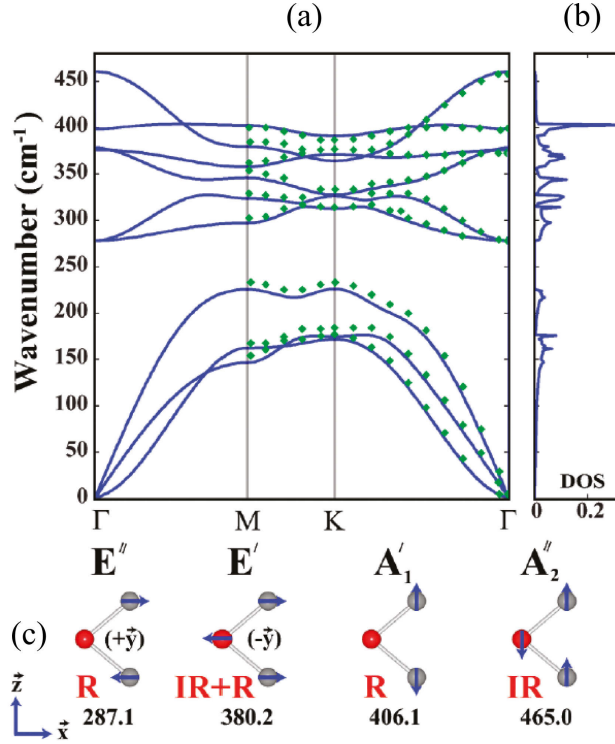 (a) (b)
Wavenumber (cm⁻¹)
450
400
350
300
250
200
150
100
50
0
Γ M K Γ
DOS
0 0.2
E′′ E′ A′₁ A′′₂
(c)
(+y⃗) (-y⃗)
R IR+R R IR
z⃗
x⃗
287.1 380.2 406.1 465.0